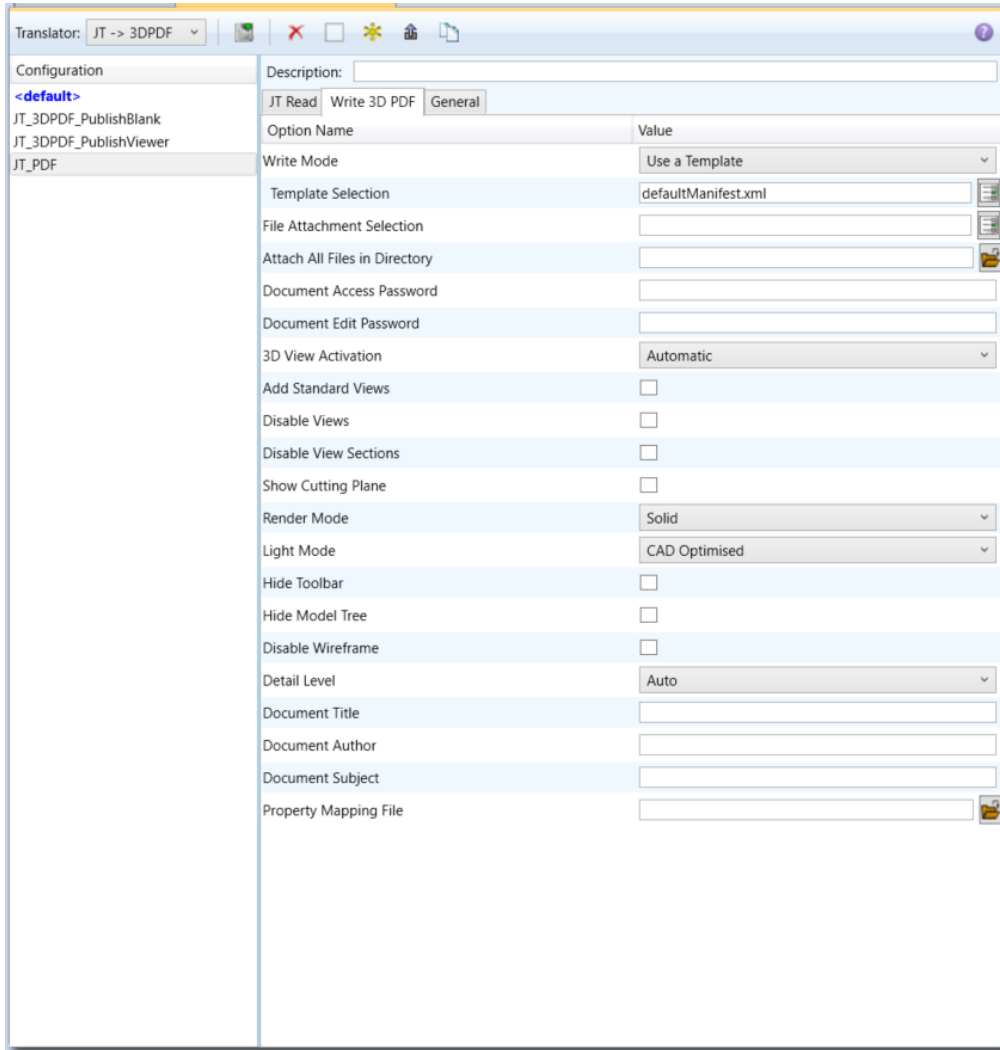 Translator: JT -> 3DPDF
Configuration
<default>
JT_3DPDF_PublishBlank
JT_3DPDF_PublishViewer
JT_PDF
Description:
JT Read Write 3D PDF General
Option Name Value
Write Mode Use a Template
Template Selection defaultManifest.xml
File Attachment Selection
Attach All Files in Directory
Document Access Password
Document Edit Password
3D View Activation Automatic
Add Standard Views
Disable Views
Disable View Sections
Show Cutting Plane
Render Mode Solid
Light Mode CAD Optimised
Hide Toolbar
Hide Model Tree
Disable Wireframe
Detail Level Auto
Document Title
Document Author
Document Subject
Property Mapping File